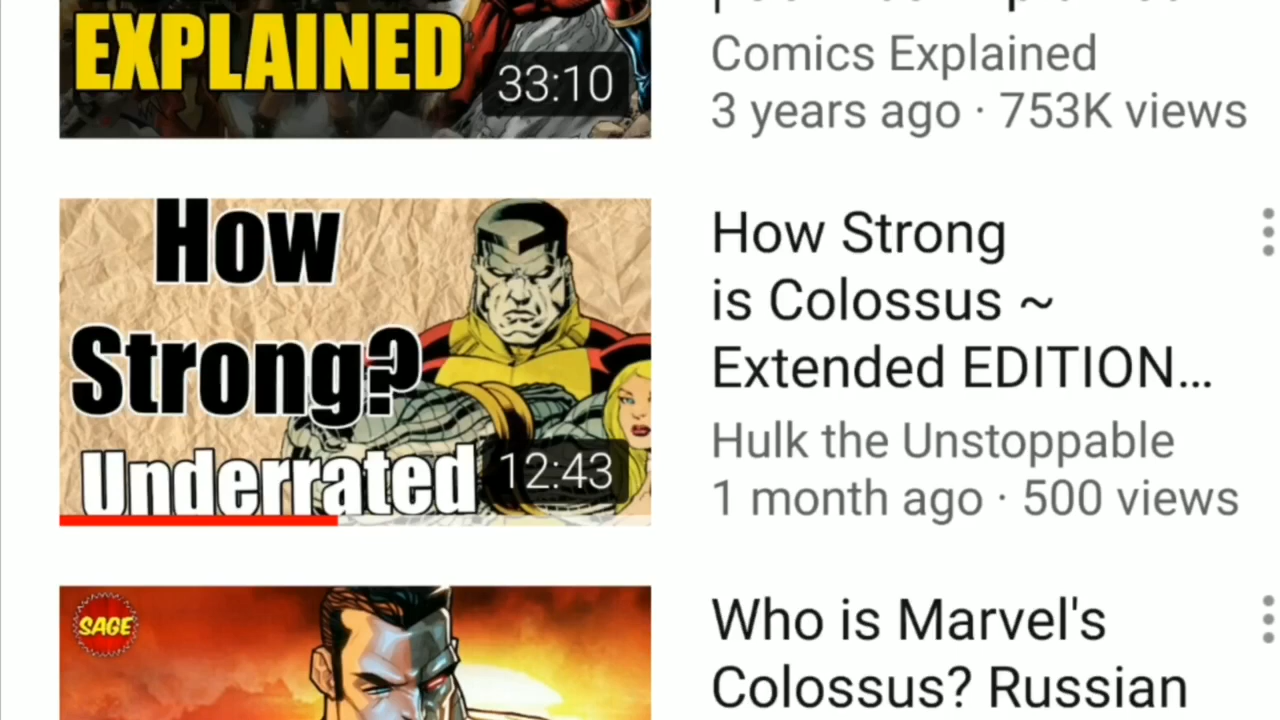 EXPLAINED
33:10
Comics Explained
3 years ago · 753K views
How
Strong?
Underrated
12:43
How Strong
is Colossus ~
Extended EDITION...
Hulk the Unstoppable
1 month ago · 500 views
SAGE
Who is Marvel's
Colossus? Russian